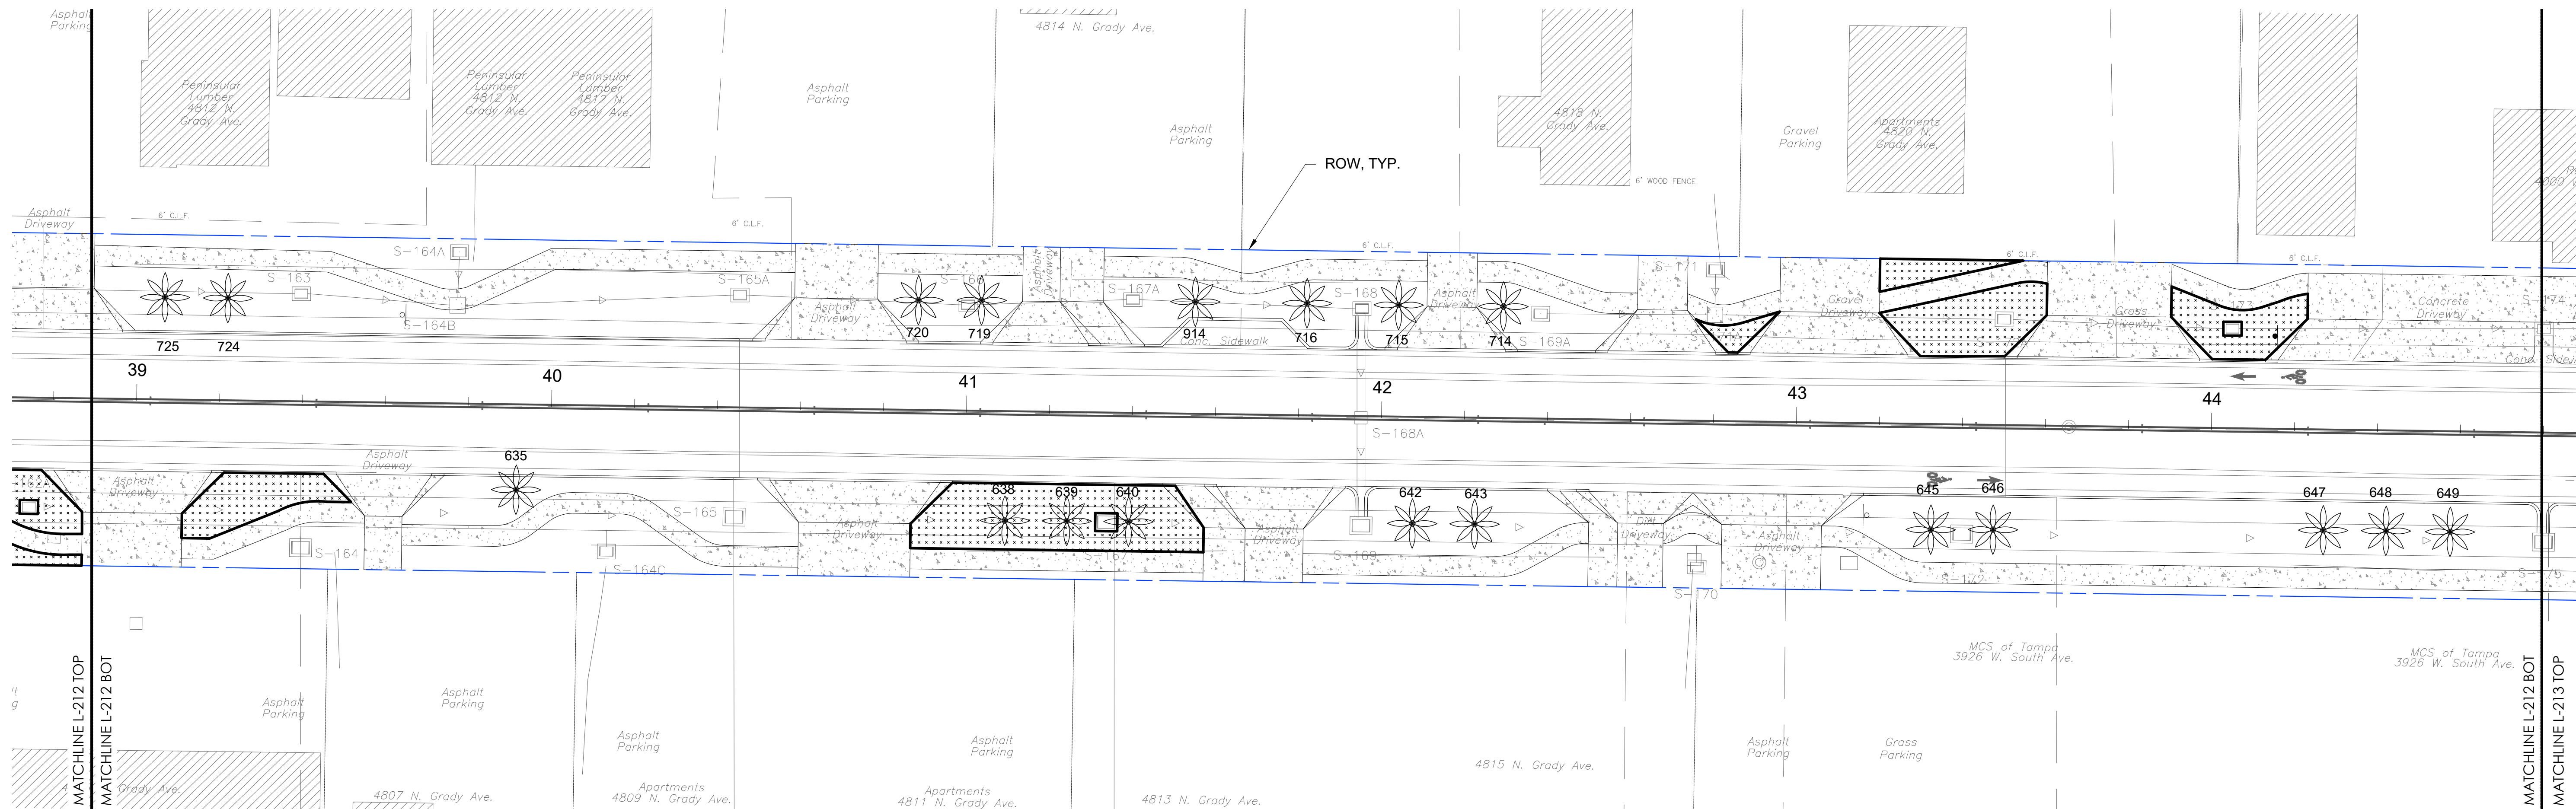 Asphalt
Parking
Peninsular
Lumber
4812 N.
Grady Ave.
Peninsular
Lumber
4812 N.
Grady Ave.
Peninsular
Lumber
4812 N.
Grady Ave.
Asphalt
Parking
4814 N. Grady Ave.
Asphalt
Parking
ROW, TYP.
4818 N.
Grady Ave.
6' WOOD FENCE
Gravel
Parking
Apartments
4820 N.
Grady Ave.
Asphalt
Driveway
6' C.L.F.
6' C.L.F.
6' C.L.F.
6' C.L.F.
6' C.L.F.
S-164A
S-163
S-164B
S-165A
Asphalt
Driveway
Asphalt
Driveway
S-167A
S-168
Conc. Sidewalk
Asphalt
Driveway
S-169A
S-171
Gravel
Driveway
Grass
Driveway
173
Concrete
Driveway
S-174
725
724
720
719
914
716
715
714
39
40
41
42
43
44
S-168A
Asphalt
Driveway
Asphalt
Driveway
635
S-164
S-164C
S-165
Asphalt
Driveway
638
639
640
S-167
Asphalt
Driveway
642
643
S-169
Dirt
Driveway
S-170
Asphalt
Driveway
645
646
S-172
647
648
649
S-175
MATCHLINE L-212 TOP
MATCHLINE L-212 BOT
Asphalt
Parking
Asphalt
Parking
Asphalt
Parking
Asphalt
Parking
Asphalt
Parking
Grass
Parking
MCS of Tampa
3926 W. South Ave.
MCS of Tampa
3926 W. South Ave.
Grady Ave.
4807 N. Grady Ave.
Apartments
4809 N. Grady Ave.
Apartments
4811 N. Grady Ave.
4813 N. Grady Ave.
4815 N. Grady Ave.
MATCHLINE L-212 BOT
MATCHLINE L-213 TOP